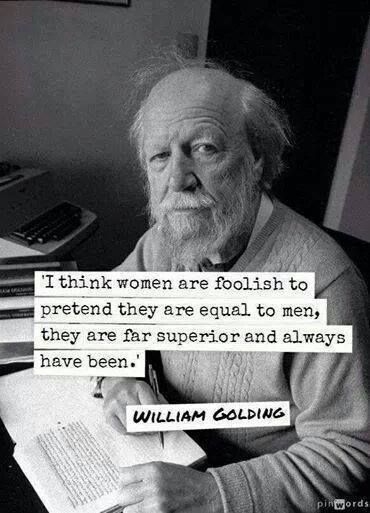 'I think women are foolish to
pretend they are equal to men,
they are far superior and always
have been.'
WILLIAM GOLDING
pinwords